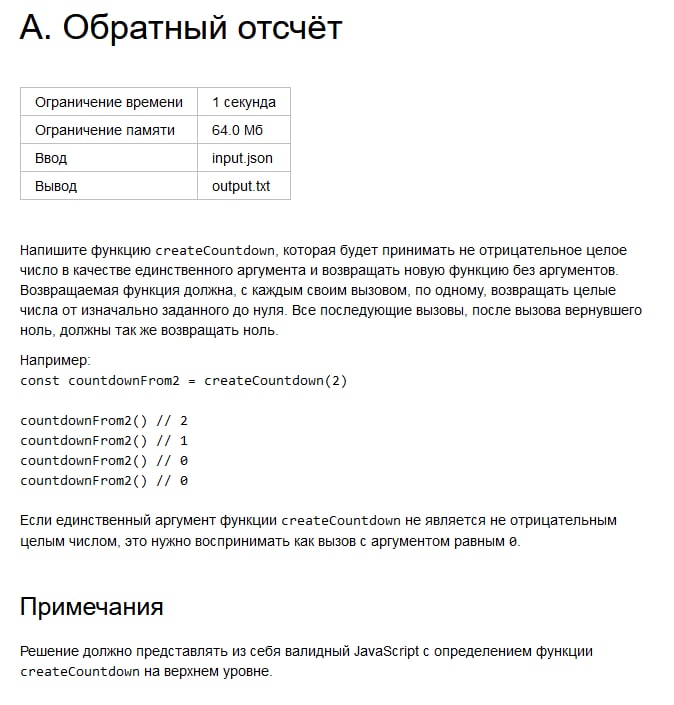 А. Обратный отсчёт
Ограничение времени 1 секунда
Ограничение памяти 64.0 Мб
Ввод input.json
Вывод output.txt
Напишите функцию createCountdown, которая будет принимать не отрицательное целое
число в качестве единственного аргумента и возвращать новую функцию без аргументов.
Возвращаемая функция должна, с каждым своим вызовом, по одному, возвращать целые
числа от изначально заданного до нуля. Все последующие вызовы, после вызова вернувшего
ноль, должны так же возвращать ноль.
Например:
const countdownFrom2 = createCountdown(2)
countdownFrom2() // 2
countdownFrom2() // 1
countdownFrom2() // 0
countdownFrom2() // 0
Если единственный аргумент функции createCountdown не является не отрицательным
целым числом, это нужно воспринимать как вызов с аргументом равным 0.
Примечания
Решение должно представлять из себя валидный JavaScript с определением функции
createCountdown на верхнем уровне.